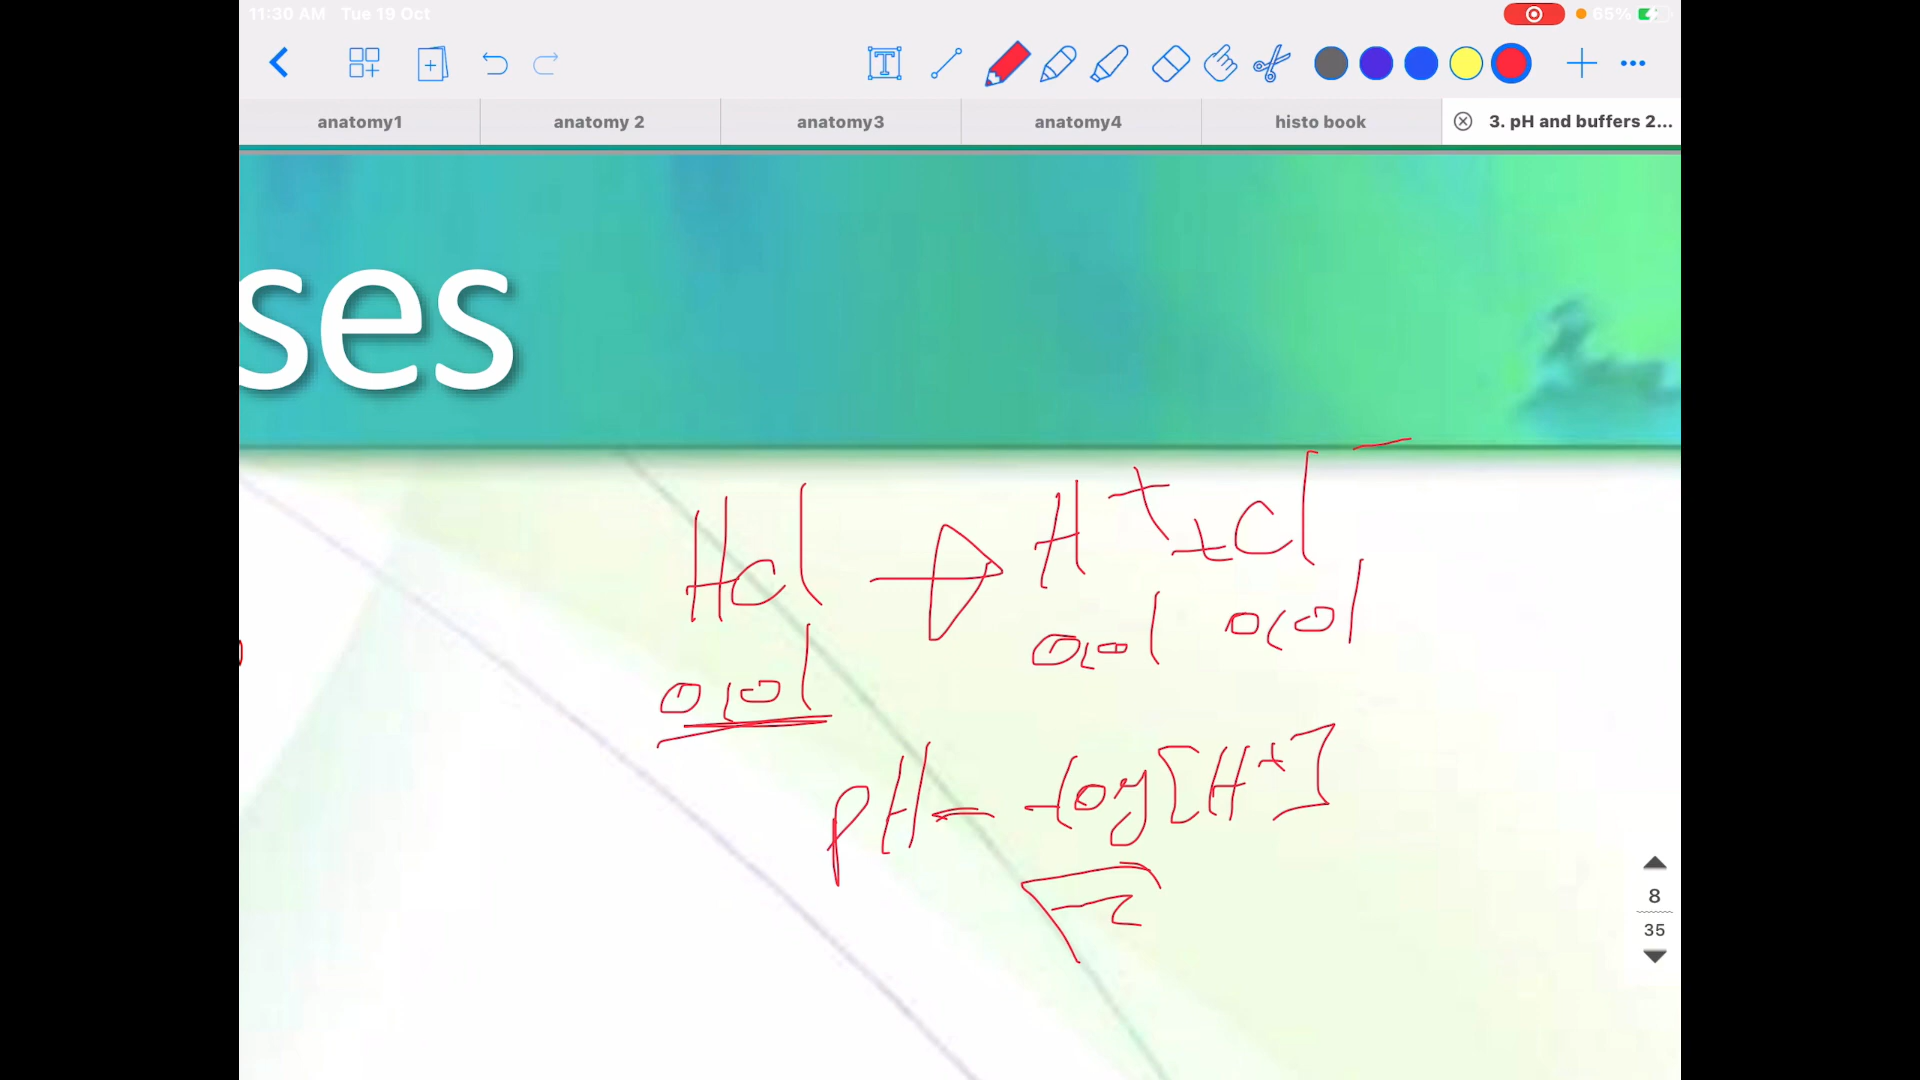 11:30 AM Tue 19 Oct
65%
T
anatomy1
anatomy 2
anatomy3
anatomy4
histo book
3. pH and buffers 2...
ses
Hcl → H⁺ + cl⁻
0,01 0,01 0,01
pH = -log[H⁺]
8
35